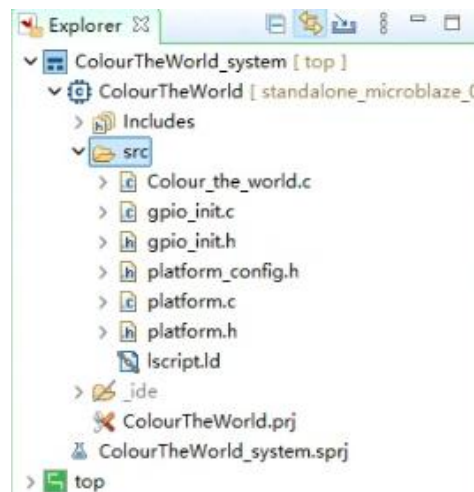 Explorer
ColourTheWorld_system [ top ]
ColourTheWorld [ standalone_microblaze_0
Includes
src
Colour_the_world.c
gpio_init.c
gpio_init.h
platform_config.h
platform.c
platform.h
lscript.ld
_ide
ColourTheWorld.prj
ColourTheWorld_system.sprj
top